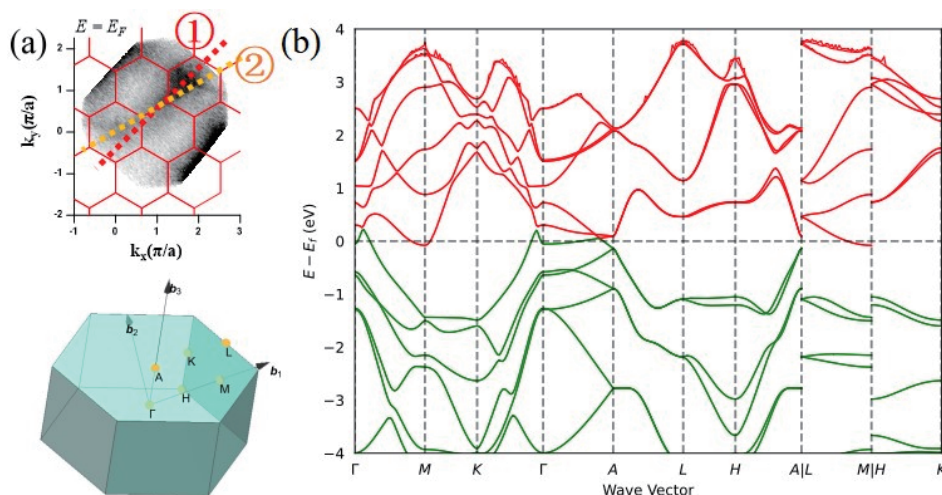 (a)
E = E_F
①
②
k_y(π/a)
2
1
0
-1
-2
-1 0 1 2 3
k_x(π/a)
b_3
b_2
b_1
L
K
A
M
H
Γ
(b)
E − E_f (eV)
4
3
2
1
0
−1
−2
−3
−4
Γ M K Γ A L H A|L M|H K
Wave Vector